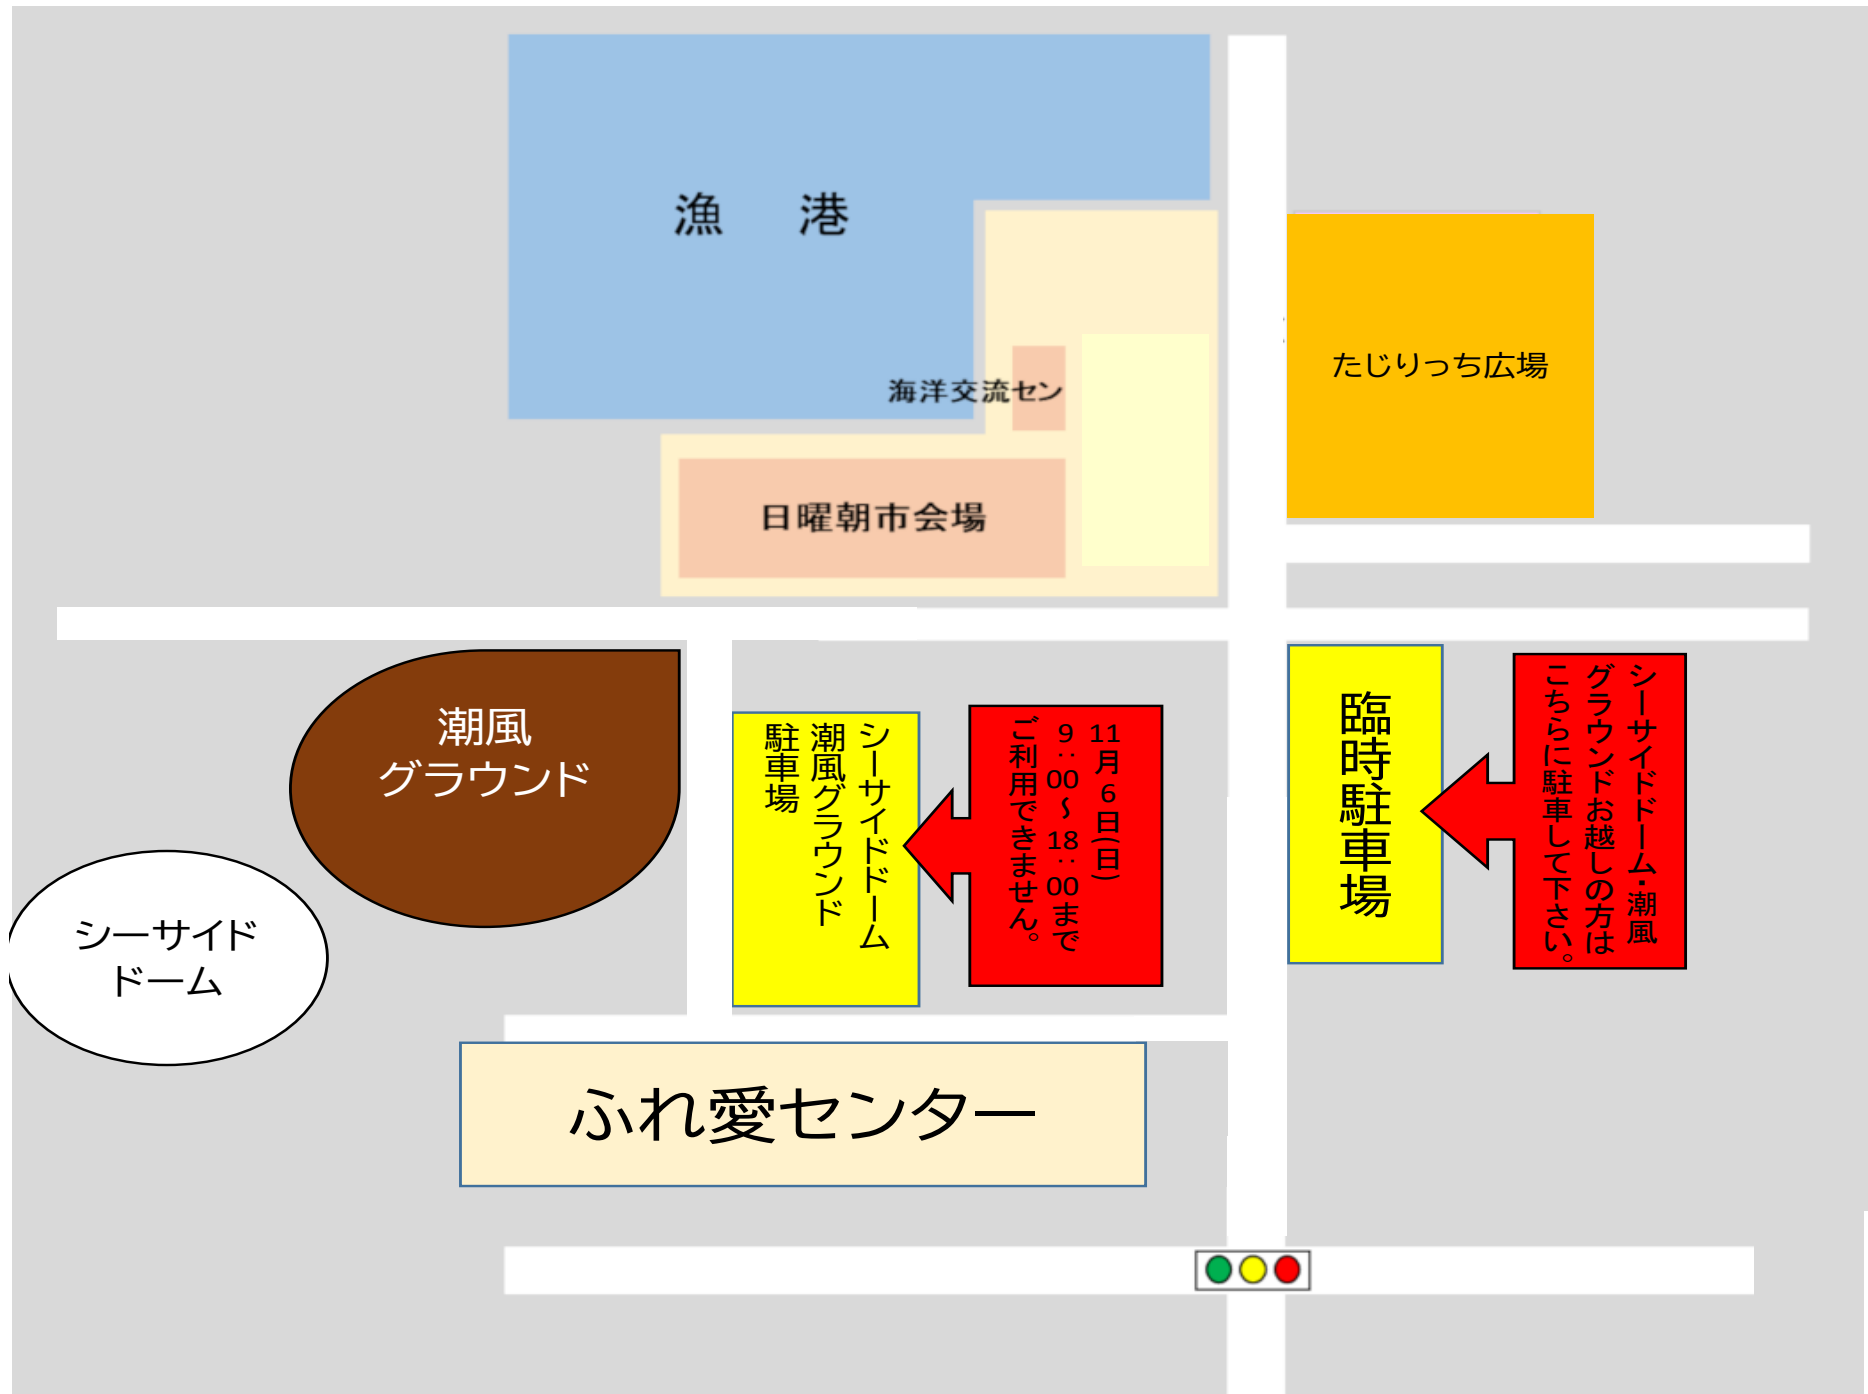 漁　港
たじりっち広場
海洋交流セン
日曜朝市会場
潮風
グラウンド
シーサイド
ドーム
シーサイドドーム
潮風グラウンド
駐車場
11月6日(日)
9:00~18:00まで
ご利用できません。
臨時駐車場
シーサイドドーム・潮風
グラウンドお越しの方は
こちらに駐車して下さい。
ふれ愛センター